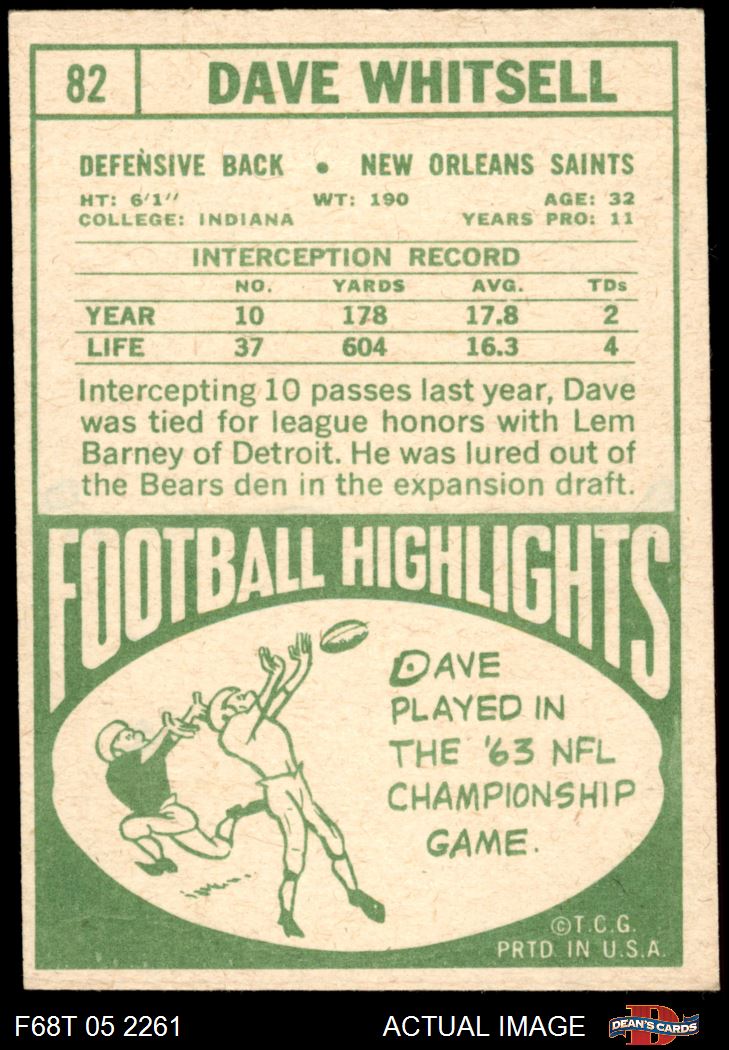 82 DAVE WHITSELL
DEFENSIVE BACK • NEW ORLEANS SAINTS
HT: 6'1" WT: 190 AGE: 32
COLLEGE: INDIANA YEARS PRO: 11
INTERCEPTION RECORD
NO. YARDS AVG. TDs
YEAR 10 178 17.8 2
LIFE 37 604 16.3 4
Intercepting 10 passes last year, Dave
was tied for league honors with Lem
Barney of Detroit. He was lured out of
the Bears den in the expansion draft.
FOOTBALL HIGHLIGHTS
DAVE
PLAYED IN
THE '63 NFL
CHAMPIONSHIP
GAME.
©T.C.G.
PRTD. IN U.S.A.
F68T 05 2261 ACTUAL IMAGE DEAN'S CARDS